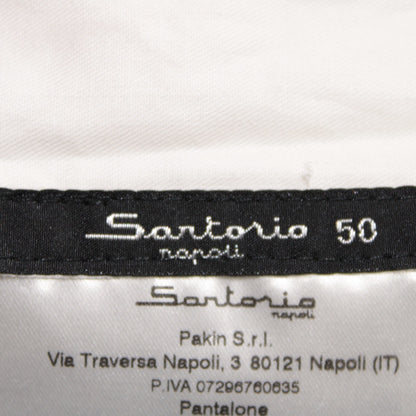 Sartorio 50
napoli
Sartorio
napoli
Pakin S.r.l.
Via Traversa Napoli, 3 80121 Napoli (IT)
P.IVA 07296760635
Pantalone